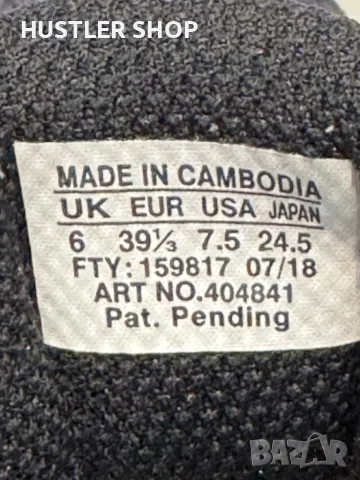 HUSTLER SHOP
MADE IN CAMBODIA
UK EUR USA JAPAN
6 39⅓ 7.5 24.5
FTY: 159817 07/18
ART NO.404841
Pat. Pending
BAZAR